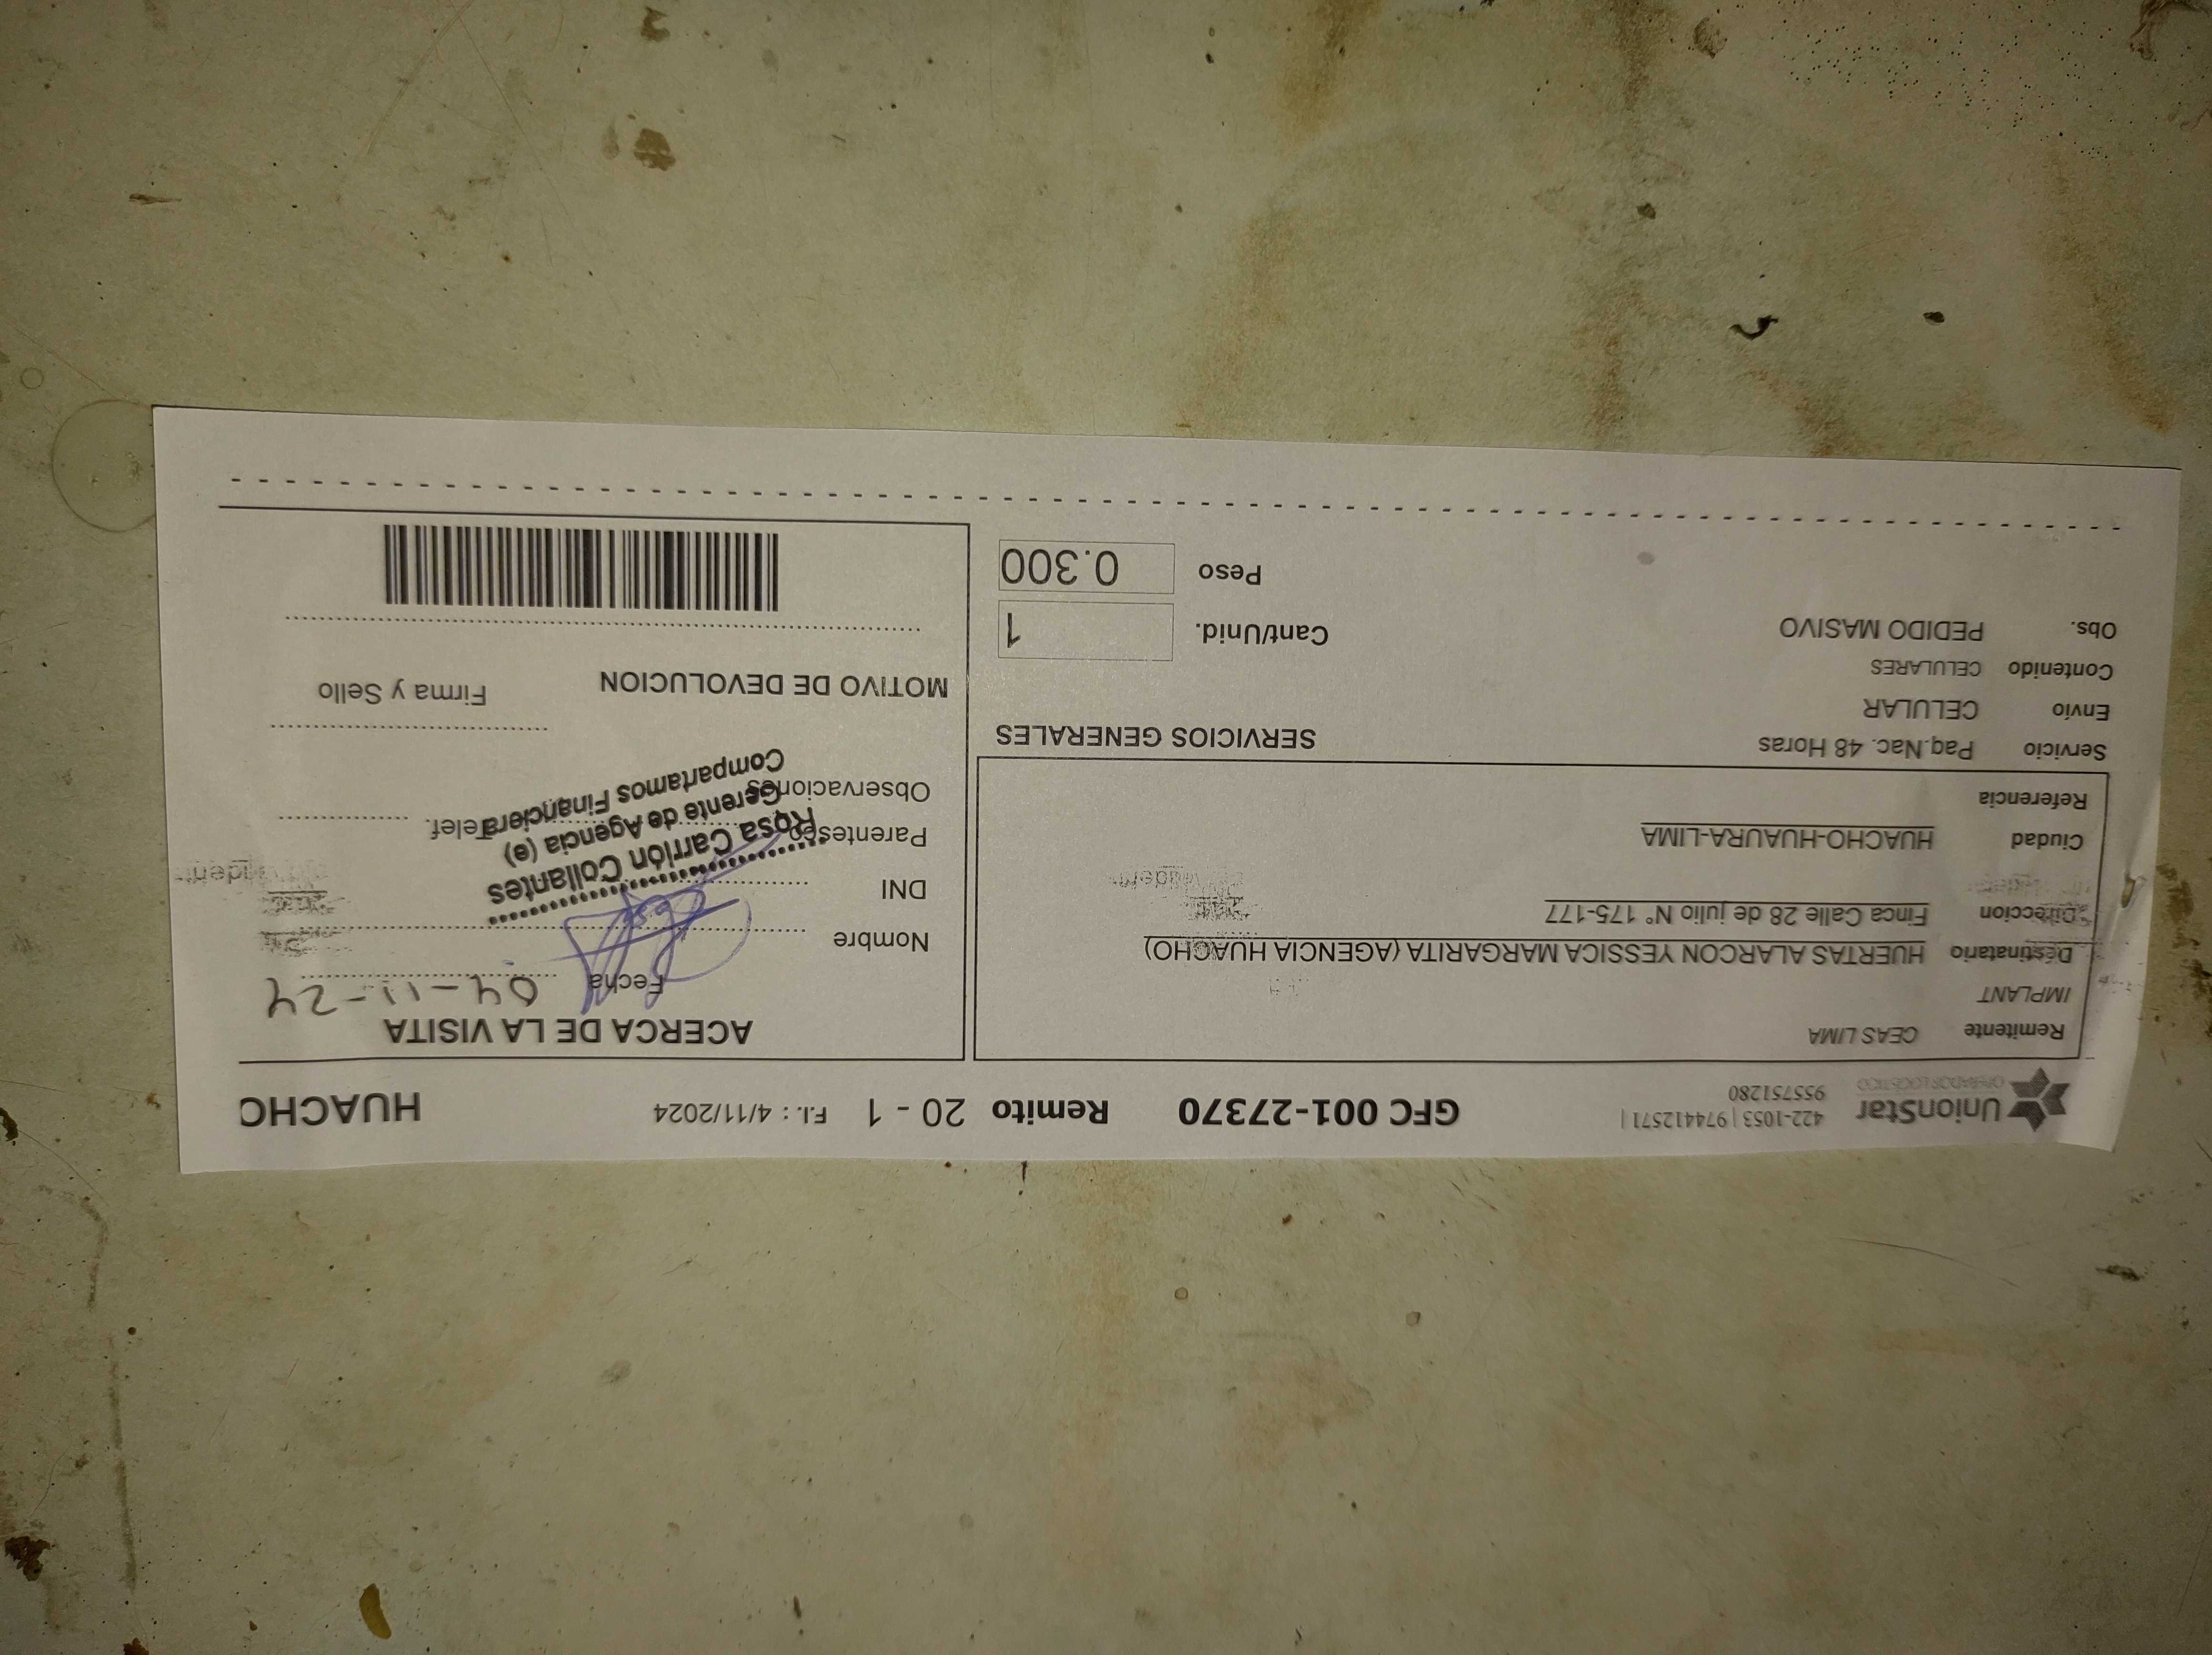 UnionStar
OPERADOR LOGÍSTICO
422-1053 | 974412571 |
955751280
GFC 001-27370
Remito 20 - 1
F.I. : 4/11/2024
HUACHO
Remitente CEAS LIMA
IMPLANT
Destinatario HUERTAS ALARCON YESSICA MARGARITA (AGENCIA HUACHO)
Direccion Finca Calle 28 de julio N° 175-177
Ciudad HUACHO-HUAURA-LIMA
Referencia
Servicio Paq.Nac. 48 Horas
Envío CELULAR
Contenido CELULARES
Obs. PEDIDO MASIVO
SERVICIOS GENERALES
Cant/Unid. 1
Peso 0.300
ACERCA DE LA VISITA
Fecha 04-11-24
Nombre
DNI
Parentesco
Telef.
Observaciones
Rosa Carrión Collantes
Gerente de Agencia (e)
Compartamos Financiera
MOTIVO DE DEVOLUCION
Firma y Sello